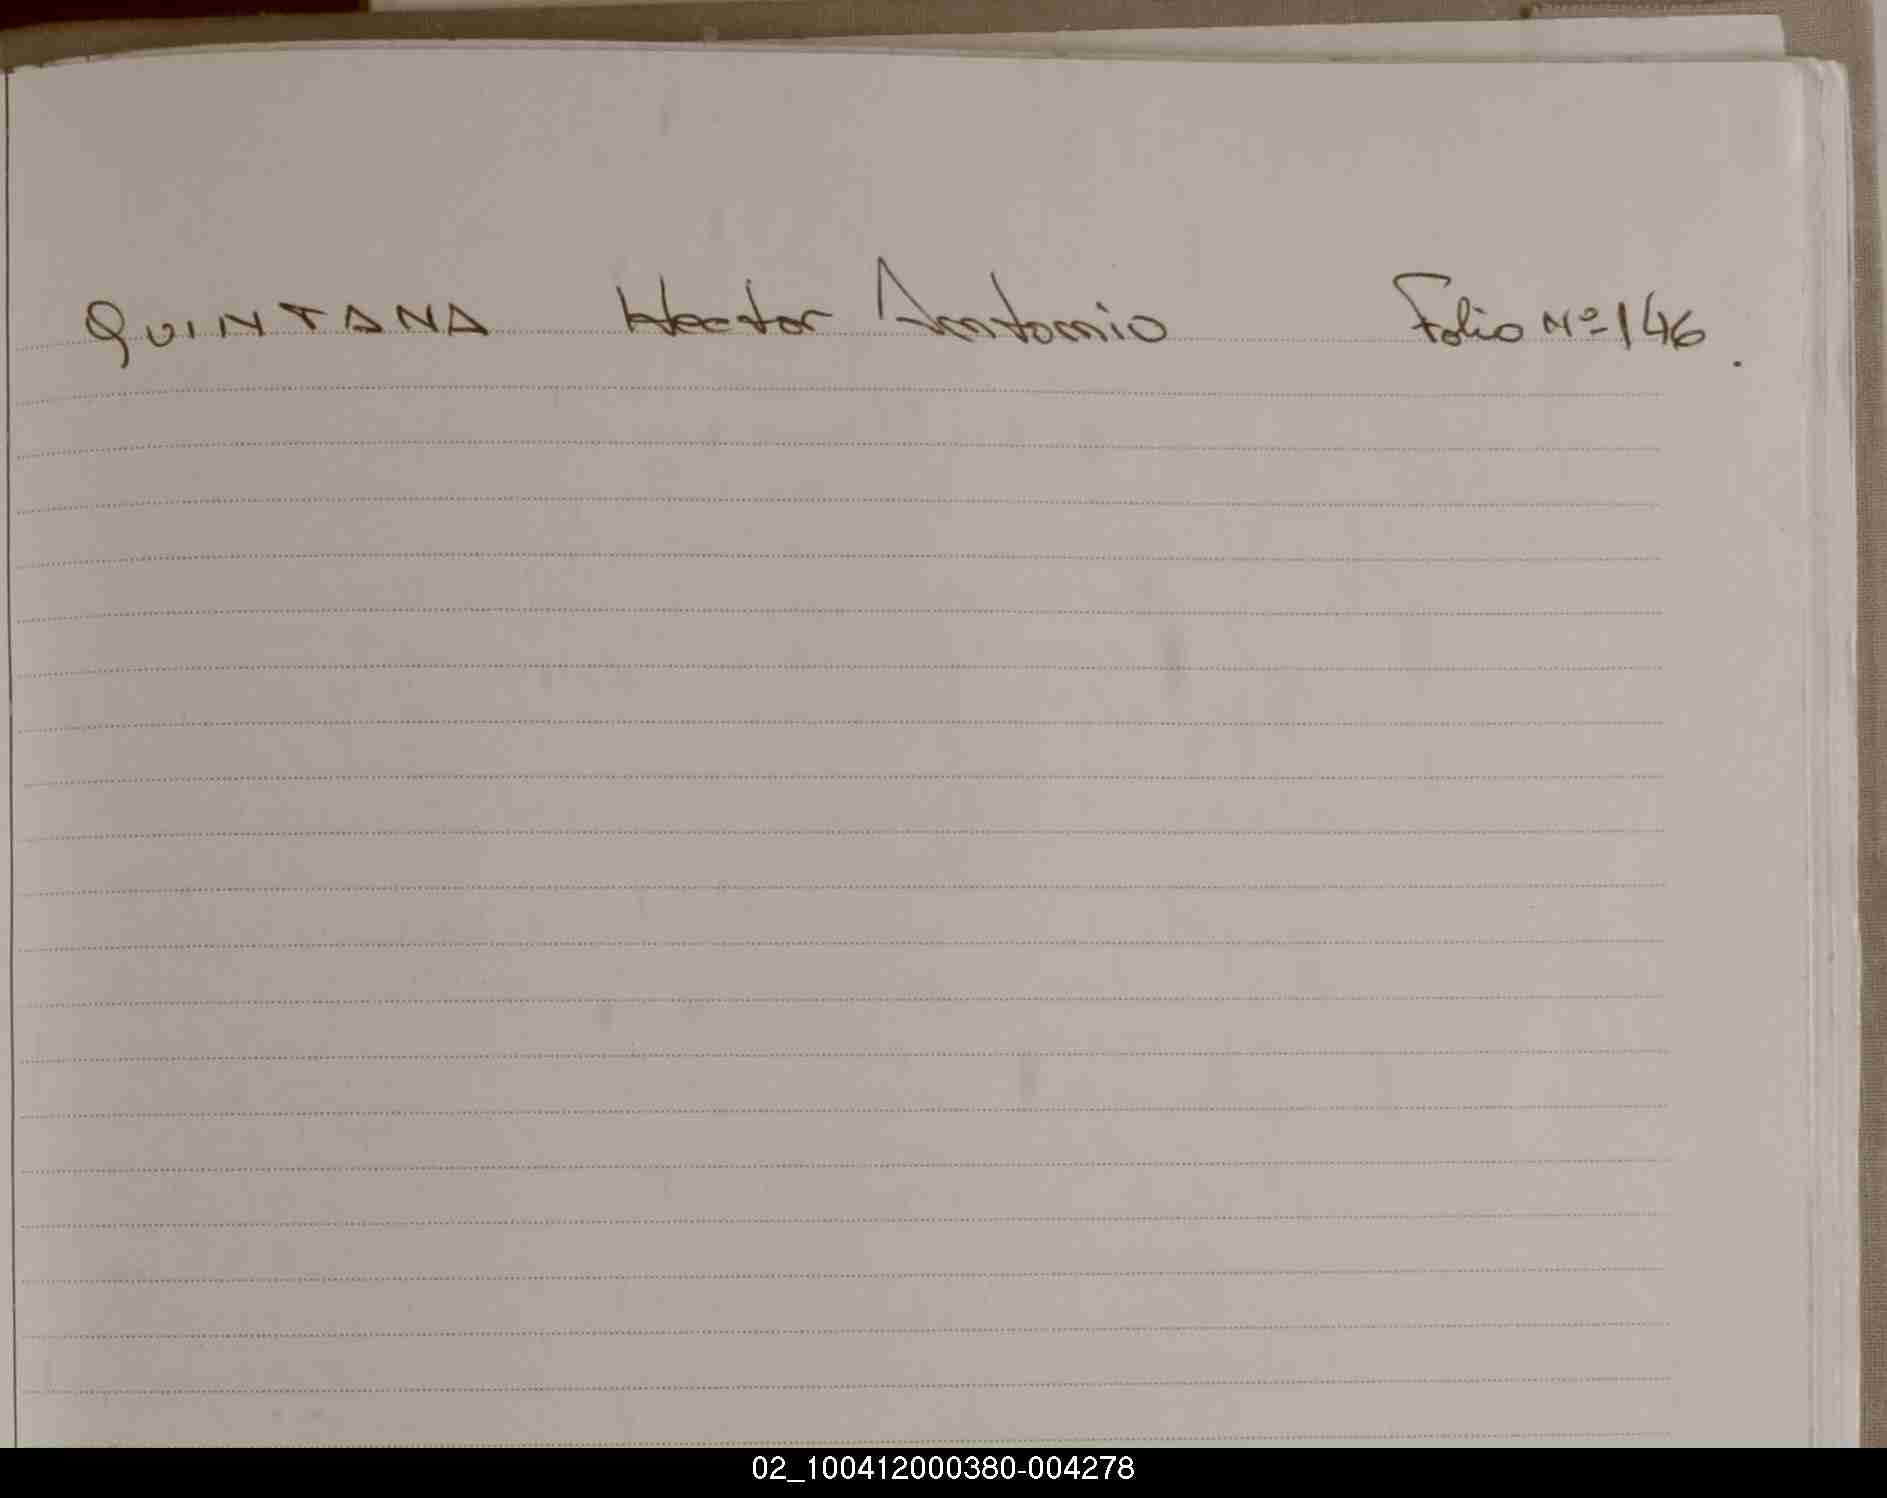 QUINTANA Hector Antonio Folio Nº 146.
02_100412000380-004278